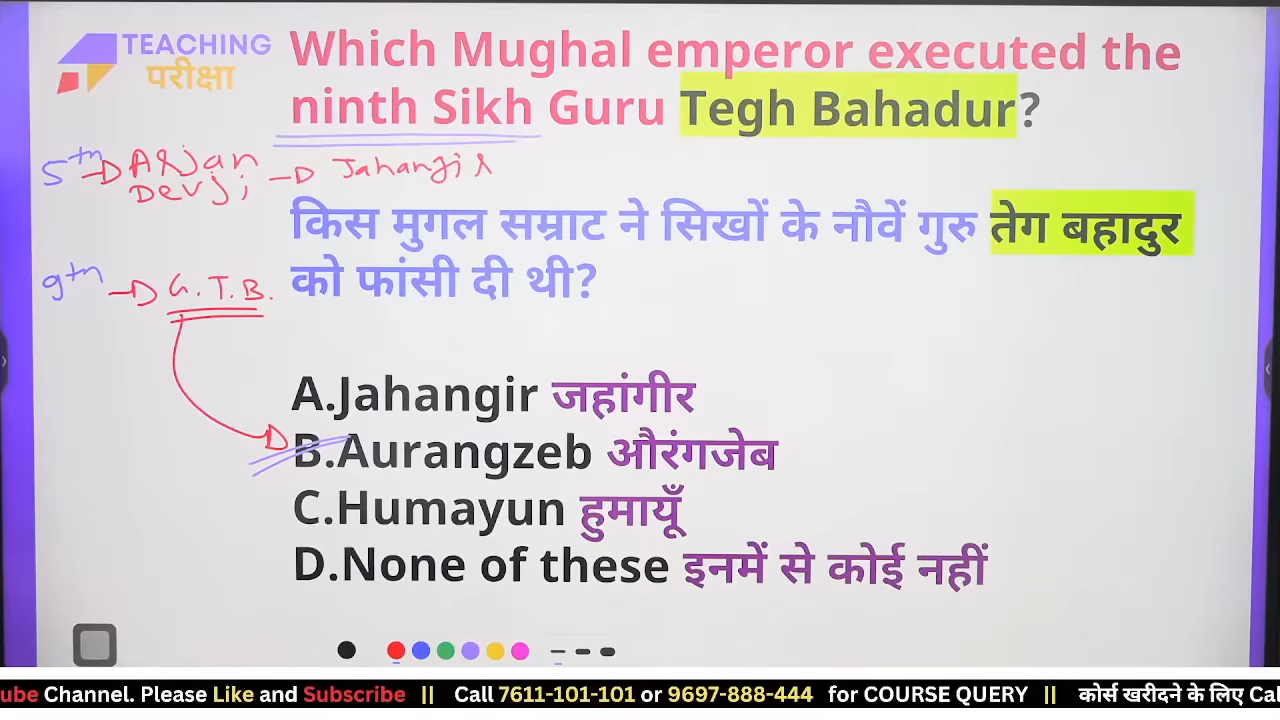 TEACHING
परीक्षा
Which Mughal emperor executed the
ninth Sikh Guru Tegh Bahadur?
5th → Arjan Dev Ji → Jahangir
किस मुगल सम्राट ने सिखों के नौवें गुरु तेग बहादुर
को फांसी दी थी?
9th → G.T.B.
A.Jahangir जहांगीर
B.Aurangzeb औरंगजेब
C.Humayun हुमायूँ
D.None of these इनमें से कोई नहीं
ube Channel. Please Like and Subscribe || Call 7611-101-101 or 9697-888-444 for COURSE QUERY || कोर्स खरीदने के लिए Cal